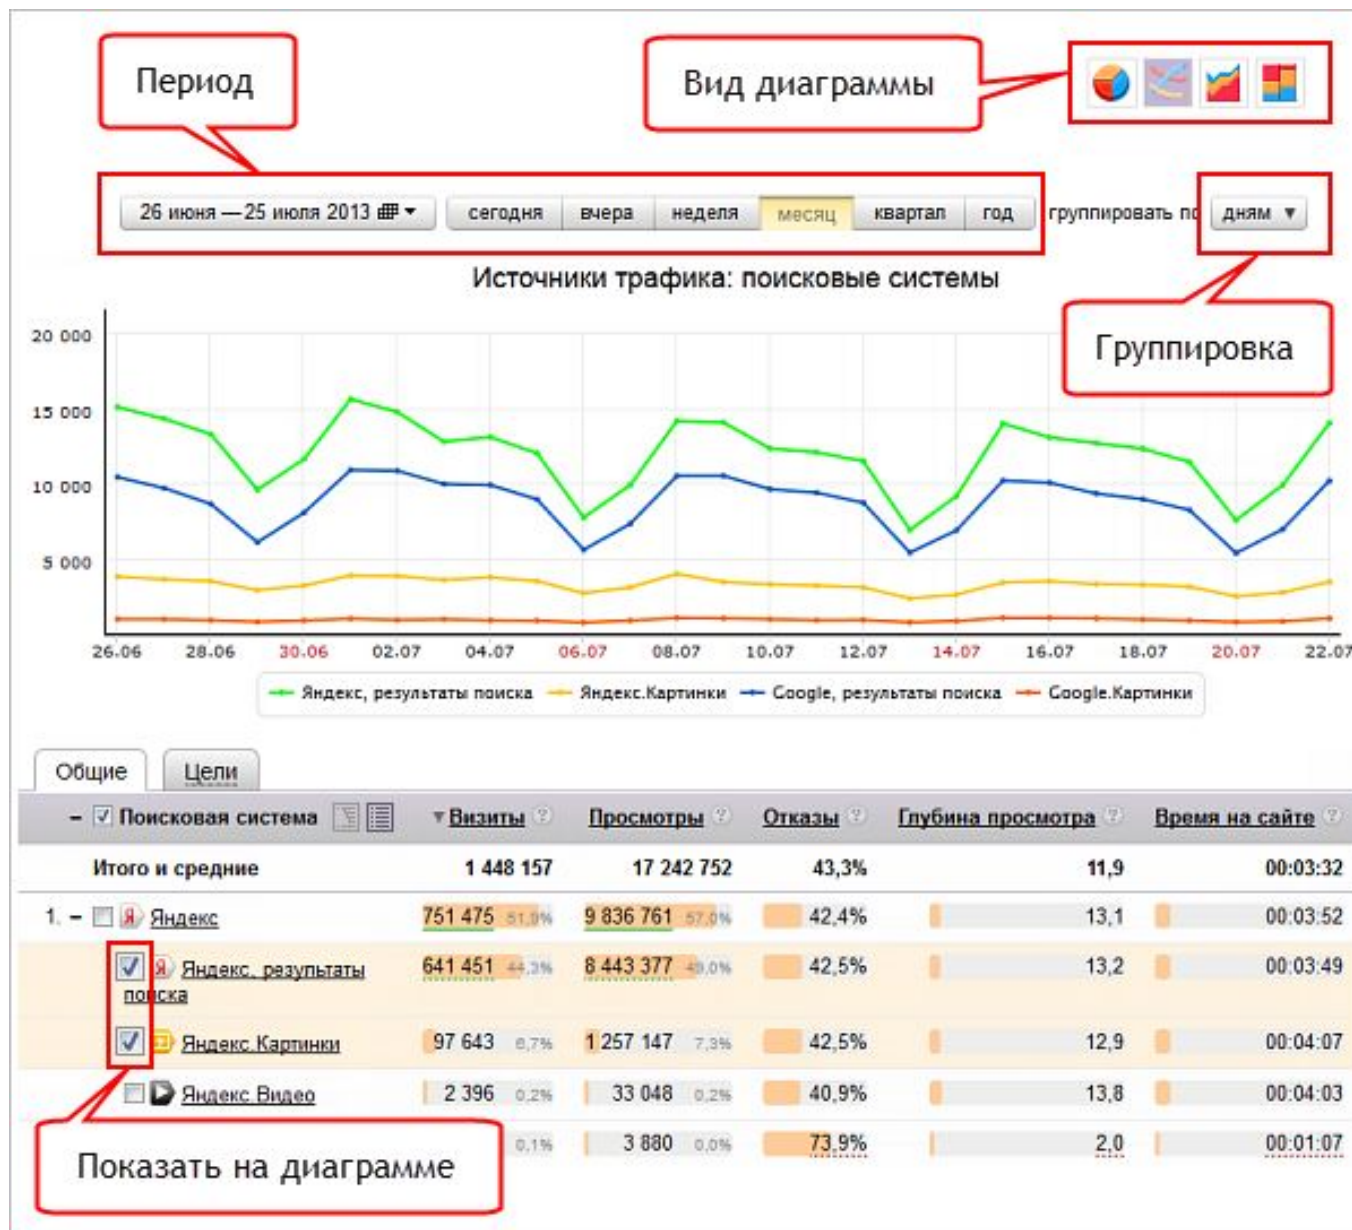 Период
Вид диаграммы
26 июня — 25 июля 2013 сегодня вчера неделя месяц квартал год группировать по дням
Источники трафика: поисковые системы
Группировка
20 000
15 000
10 000
5 000
26.06 28.06 30.06 02.07 04.07 06.07 08.07 10.07 12.07 14.07 16.07 18.07 20.07 22.07
Яндекс, результаты поиска Яндекс.Картинки Google, результаты поиска Google.Картинки
Общие Цели
Поисковая система Визиты ? Просмотры ? Отказы ? Глубина просмотра ? Время на сайте ?
Итого и средние 1 448 157 17 242 752 43,3% 11,9 00:03:32
1. – Я Яндекс 751 475 51,9% 9 836 761 57,0% 42,4% 13,1 00:03:52
Я Яндекс, результаты 641 451 44,3% 8 443 377 49,0% 42,5% 13,2 00:03:49
поиска
Яндекс.Картинки 97 643 6,7% 1 257 147 7,3% 42,5% 12,9 00:04:07
Яндекс.Видео 2 396 0,2% 33 048 0,2% 40,9% 13,8 00:04:03
0,1% 3 880 0,0% 73,9% 2,0 00:01:07
Показать на диаграмме